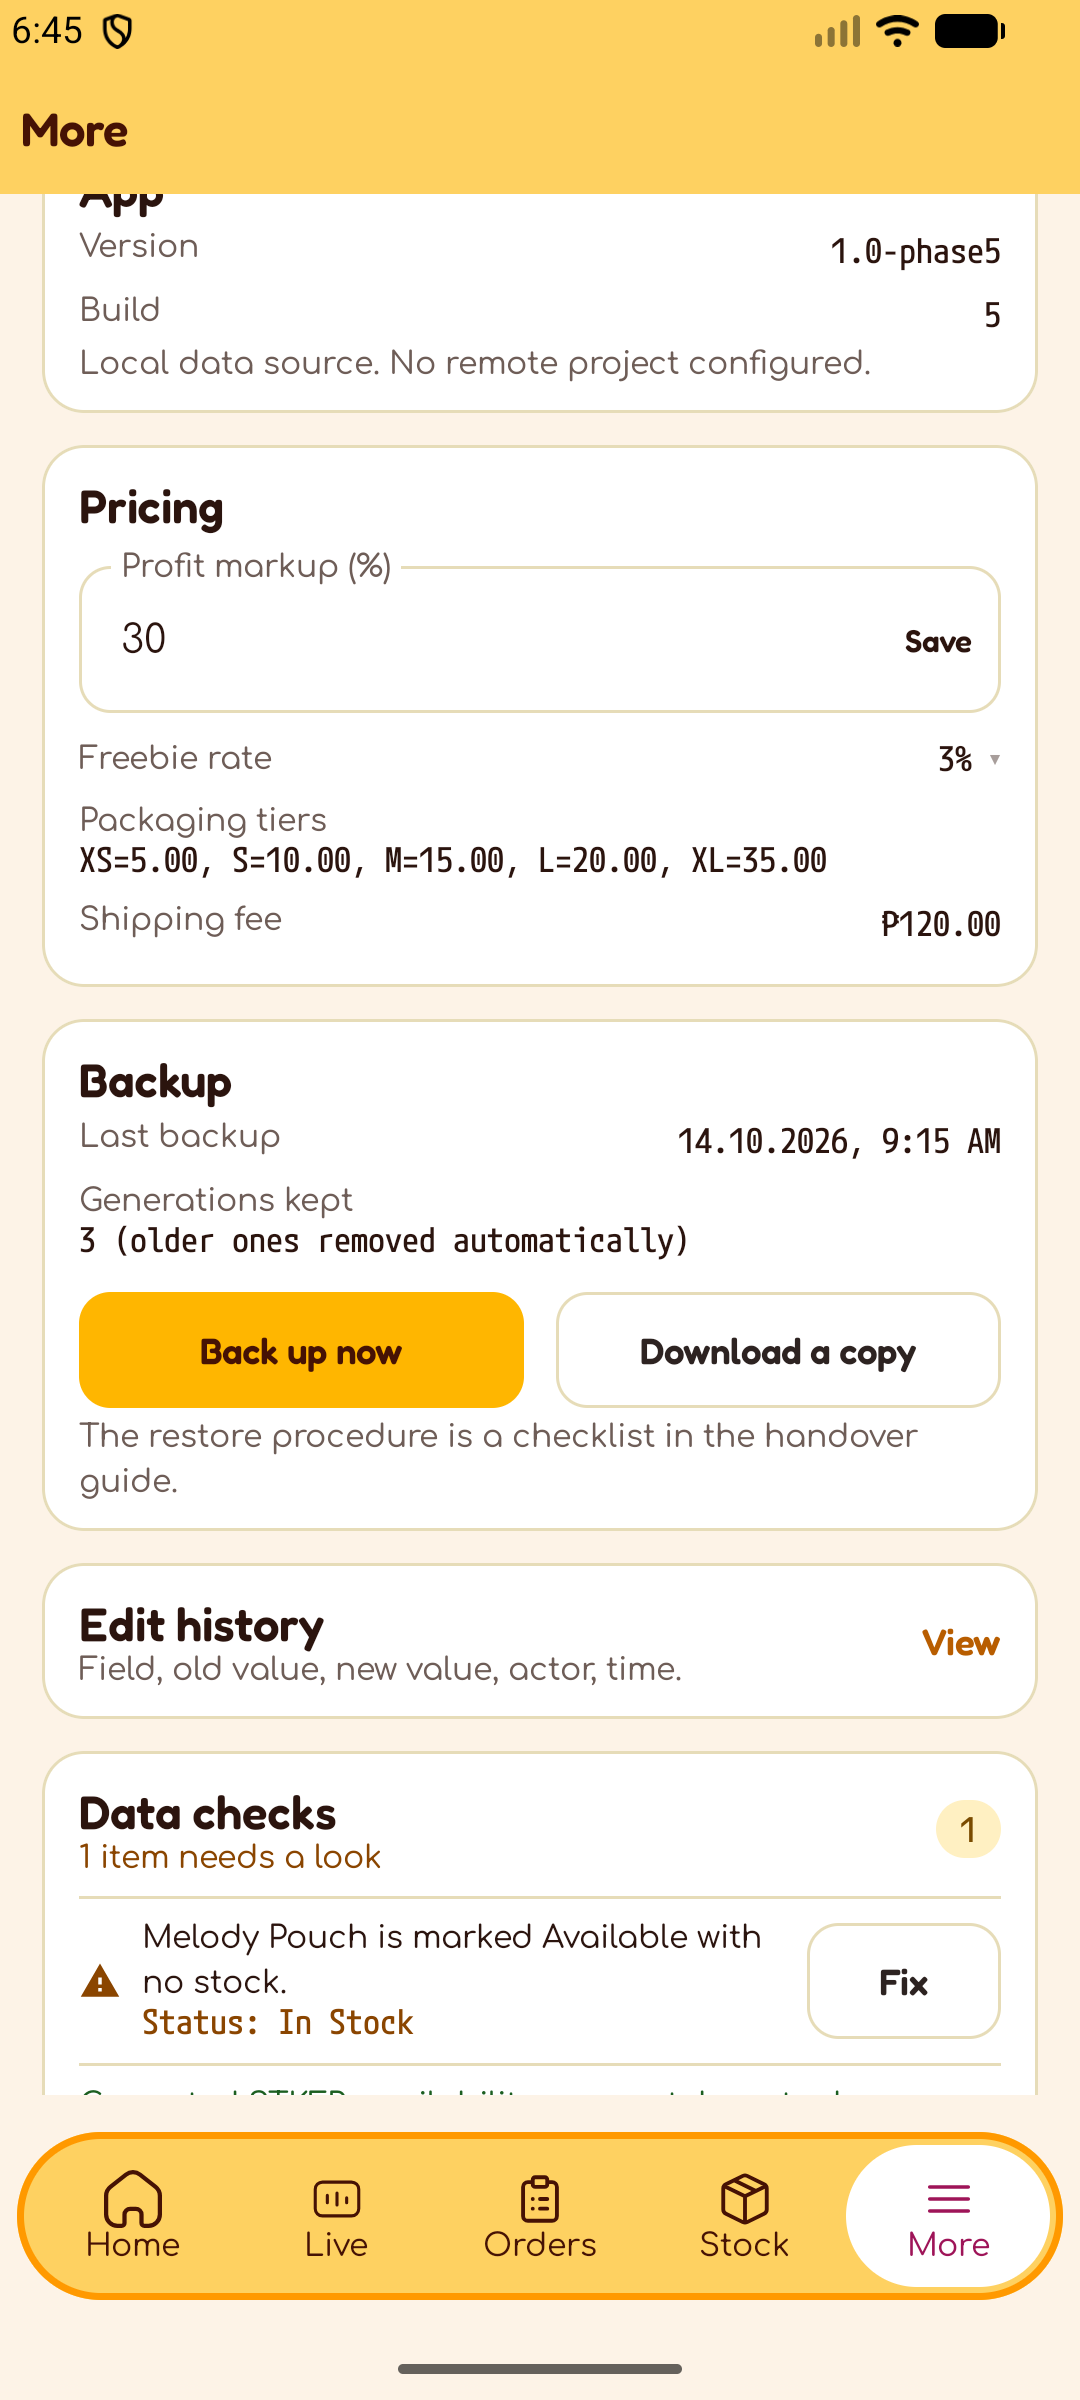 6:45
More
App
Version 1.0-phase5
Build 5
Local data source. No remote project configured.
Pricing
Profit markup (%)
30 Save
Freebie rate 3% ▼
Packaging tiers
XS=5.00, S=10.00, M=15.00, L=20.00, XL=35.00
Shipping fee ₱120.00
Backup
Last backup 14.10.2026, 9:15 AM
Generations kept
3 (older ones removed automatically)
Back up now Download a copy
The restore procedure is a checklist in the handover
guide.
Edit history
Field, old value, new value, actor, time.
View
Data checks
1 item needs a look
1
Melody Pouch is marked Available with
no stock.
Status: In Stock
Fix
Home Live Orders Stock More